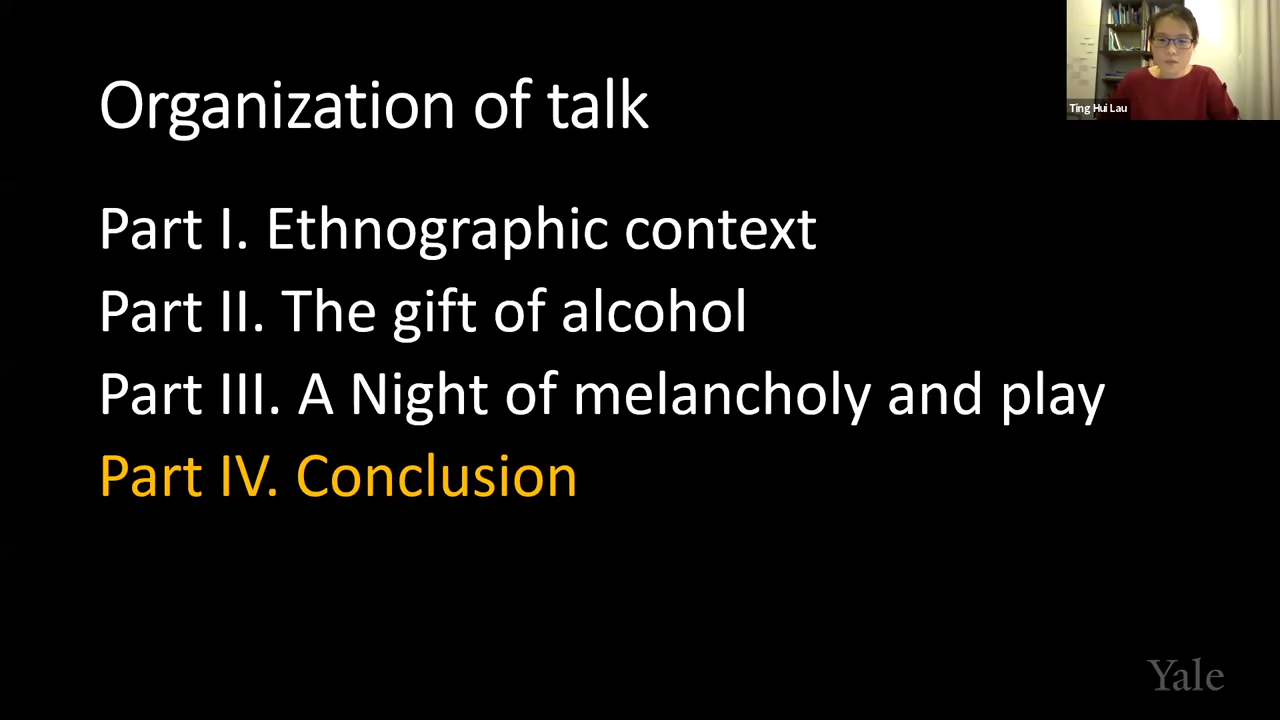 Organization of talk
Ting Hui Lau
Part I. Ethnographic context
Part II. The gift of alcohol
Part III. A Night of melancholy and play
Part IV. Conclusion
Yale